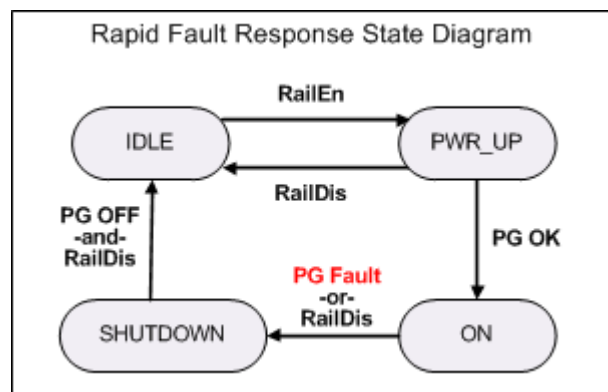 Rapid Fault Response State Diagram
RailEn
IDLE
PWR_UP
RailDis
PG OFF
-and-
RailDis
PG OK
PG Fault
-or-
RailDis
SHUTDOWN
ON